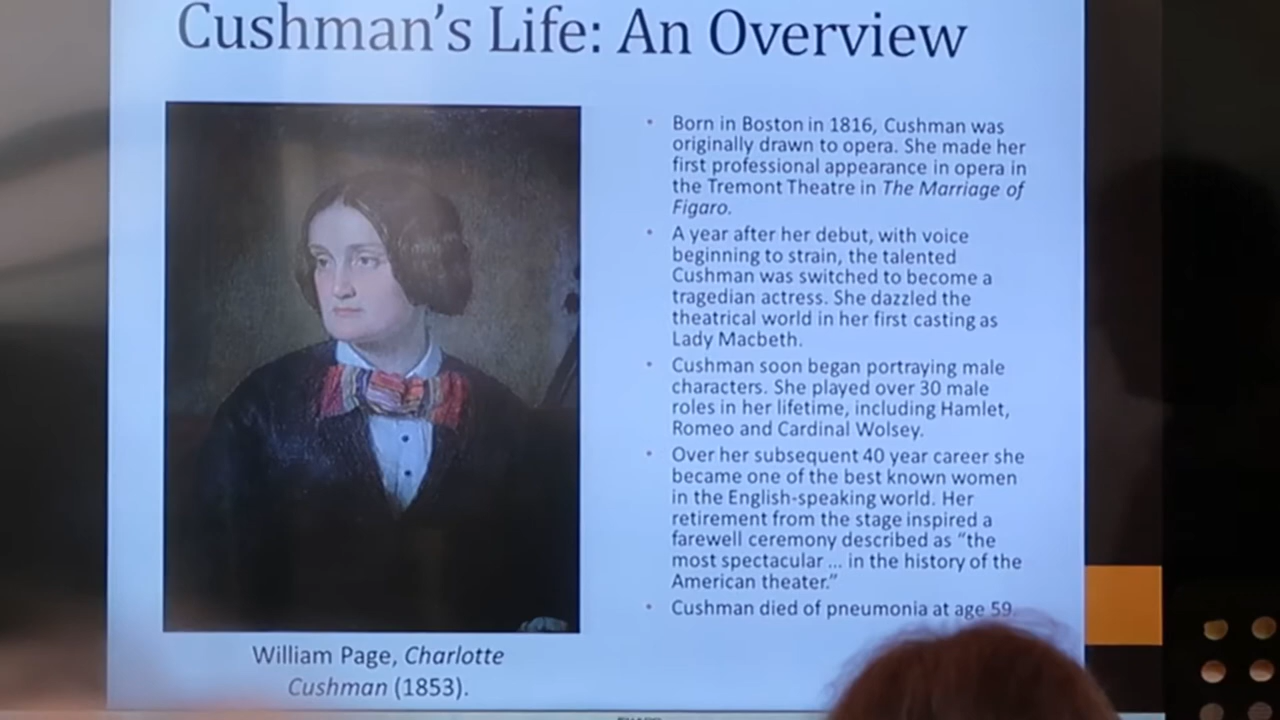 Cushman's Life: An Overview
• Born in Boston in 1816, Cushman was
originally drawn to opera. She made her
first professional appearance in opera in
the Tremont Theatre in The Marriage of
Figaro.
• A year after her debut, with voice
beginning to strain, the talented
Cushman was switched to become a
tragedian actress. She dazzled the
theatrical world in her first casting as
Lady Macbeth.
• Cushman soon began portraying male
characters. She played over 30 male
roles in her lifetime, including Hamlet,
Romeo and Cardinal Wolsey.
• Over her subsequent 40 year career she
became one of the best known women
in the English-speaking world. Her
retirement from the stage inspired a
farewell ceremony described as “the
most spectacular ... in the history of the
American theater.”
• Cushman died of pneumonia at age 59.
William Page, Charlotte
Cushman (1853).